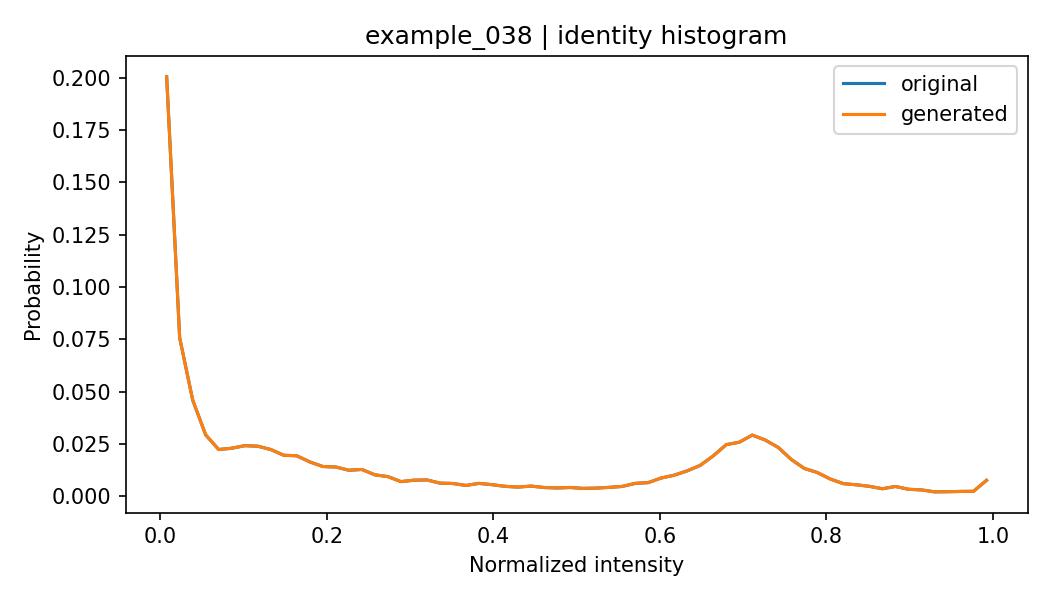 example_038 | identity histogram
original
generated
0.200
0.175
0.150
0.125
0.100
0.075
0.050
0.025
0.000
Probability
0.0 0.2 0.4 0.6 0.8 1.0
Normalized intensity